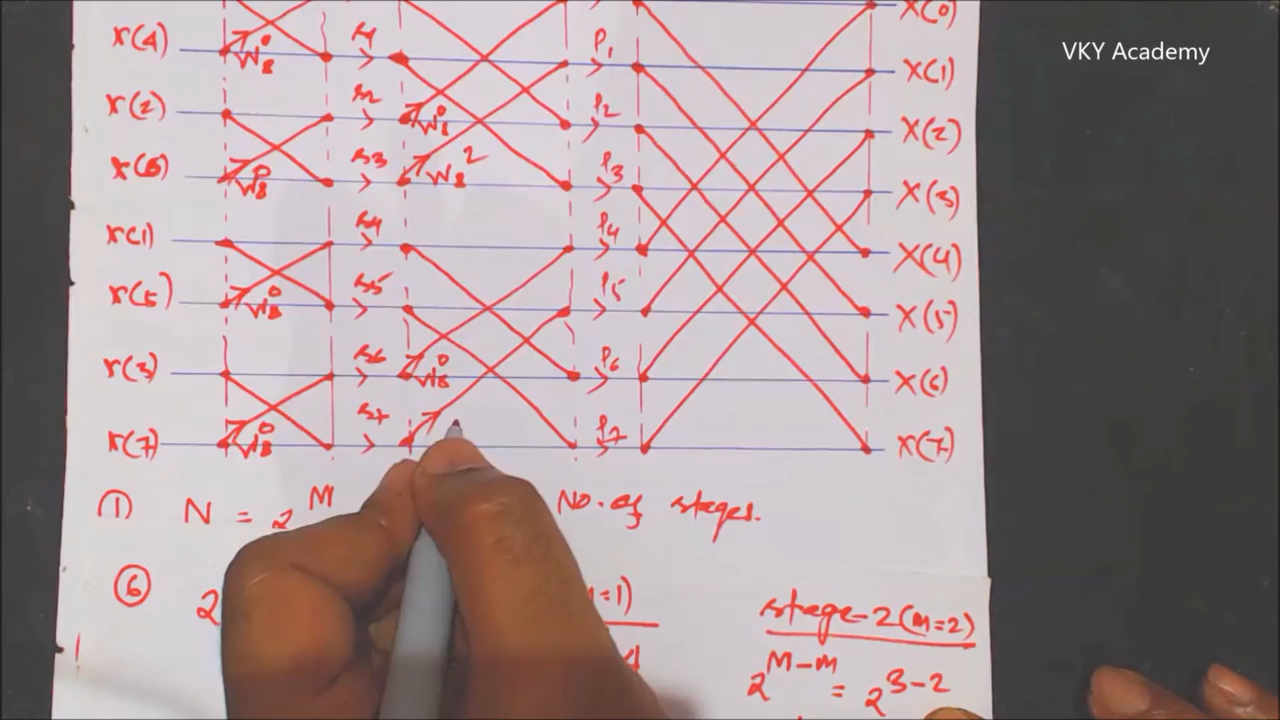 X(0)
VKY Academy
x(4) W8^0 s1 P1 X(1)
x(2) s2 W8^0 P2 X(2)
x(6) W8^0 s3 W8^2 P3 X(3)
x(1) s4 P4 X(4)
x(5) W8^0 s5 P5 X(5)
x(3) s6 W8^0 P6 X(6)
x(7) W8^0 s7 P7 X(7)
① N = 2^M No. of stages.
⑥ 2 =1) stage-2 (m=2)
4 2^M-m = 2^3-2